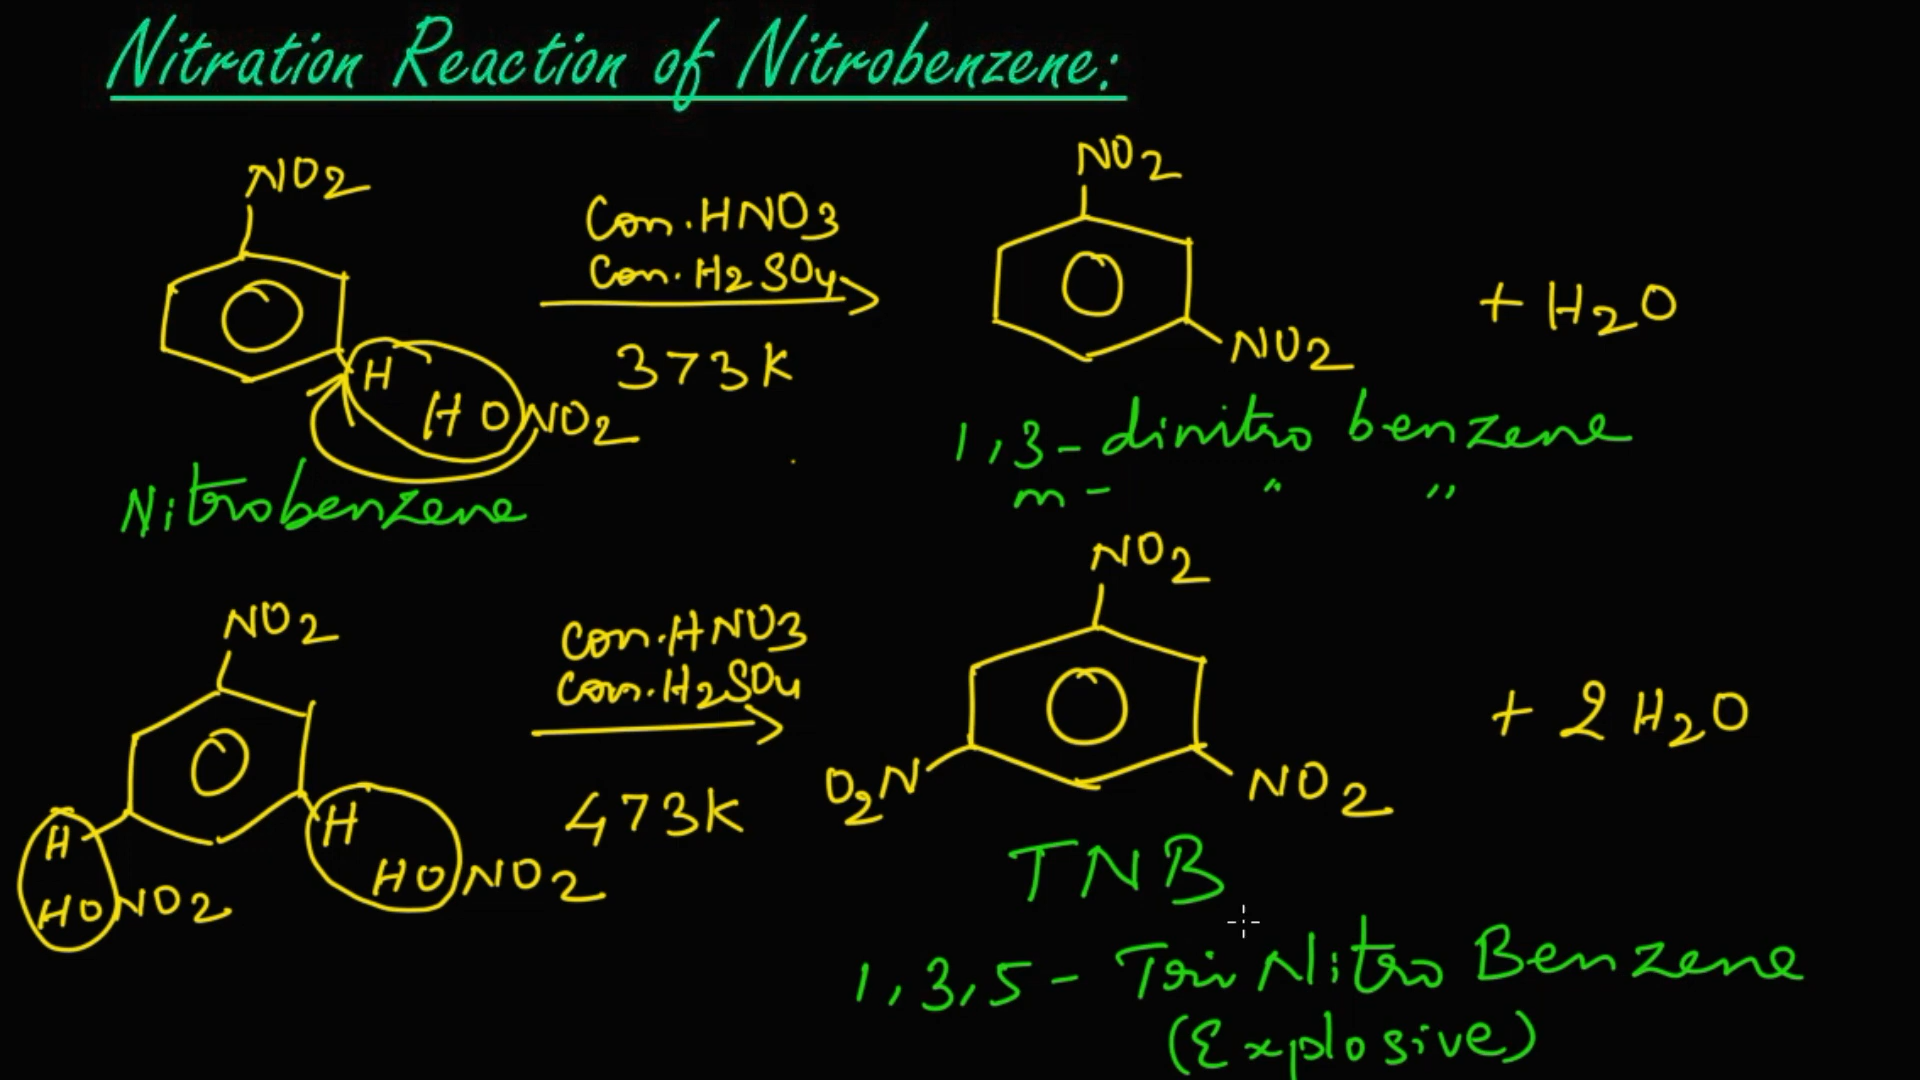 Nitration Reaction of Nitrobenzene:
NO2
Con.HNO3
Con.H2SO4
373K
H
HONO2
Nitrobenzene
NO2
NO2
+ H2O
1,3-dinitro benzene
m- " "
NO2
Con.HNO3
Con.H2SO4
473K
H
HONO2
H
HONO2
NO2
O2N
NO2
+ 2H2O
TNB
1,3,5-Tri Nitro Benzene
(Explosive)